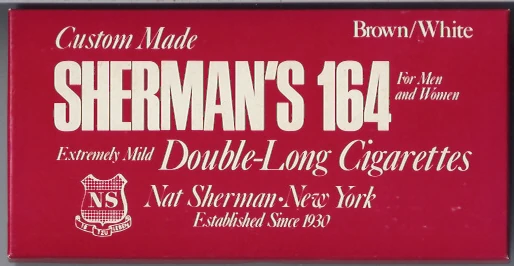 Brown/White
Custom Made
SHERMAN'S 164
For Men
and Women
Extremely Mild Double-Long Cigarettes
NS
Nat Sherman·New York
Established Since 1930